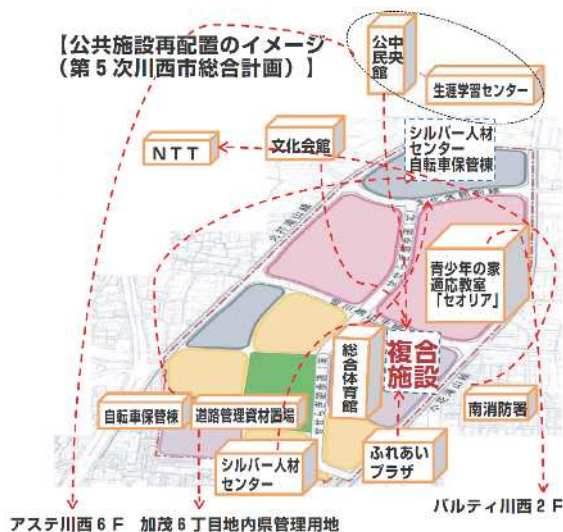 【公共施設再配置のイメージ
（第５次川西市総合計画）】
中央
公民館
生涯学習センター
ＮＴＴ
文化会館
シルバー人材
センター
自転車保管棟
青少年の家
適応教室
「セオリア」
複合
施設
総合体育館
自転車保管棟
道路管理資材置場
南消防署
シルバー人材
センター
ふれあい
プラザ
アステ川西６Ｆ
加茂６丁目地内県管理用地
パルティ川西２Ｆ